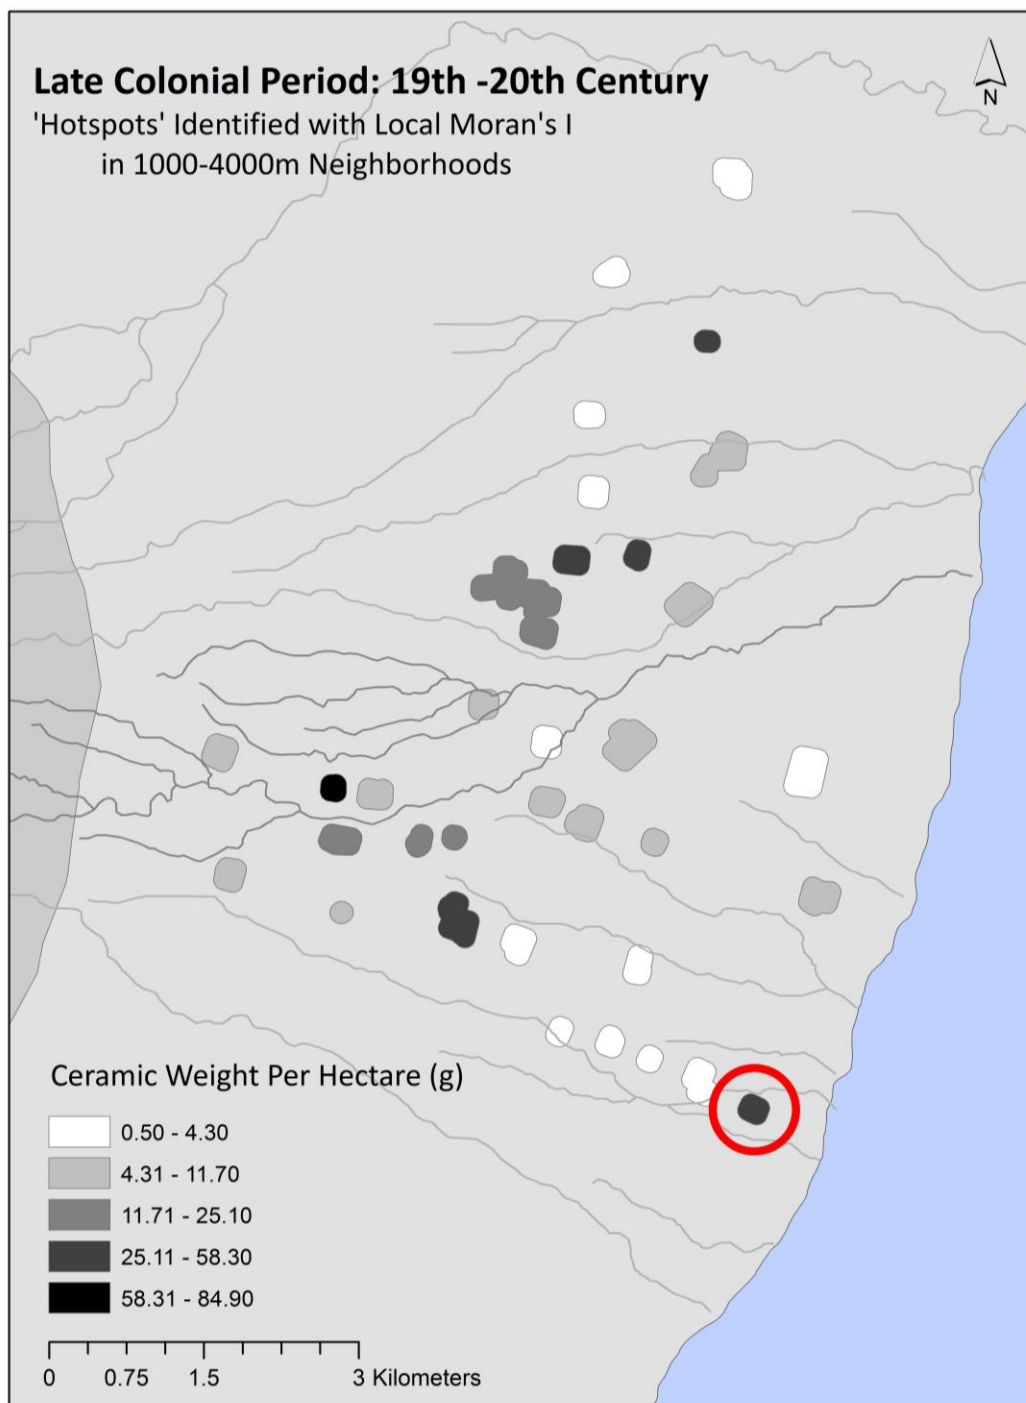 Late Colonial Period: 19th -20th Century
'Hotspots' Identified with Local Moran's I
in 1000-4000m Neighborhoods
N
Ceramic Weight Per Hectare (g)
0.50 - 4.30
4.31 - 11.70
11.71 - 25.10
25.11 - 58.30
58.31 - 84.90
0 0.75 1.5 3 Kilometers